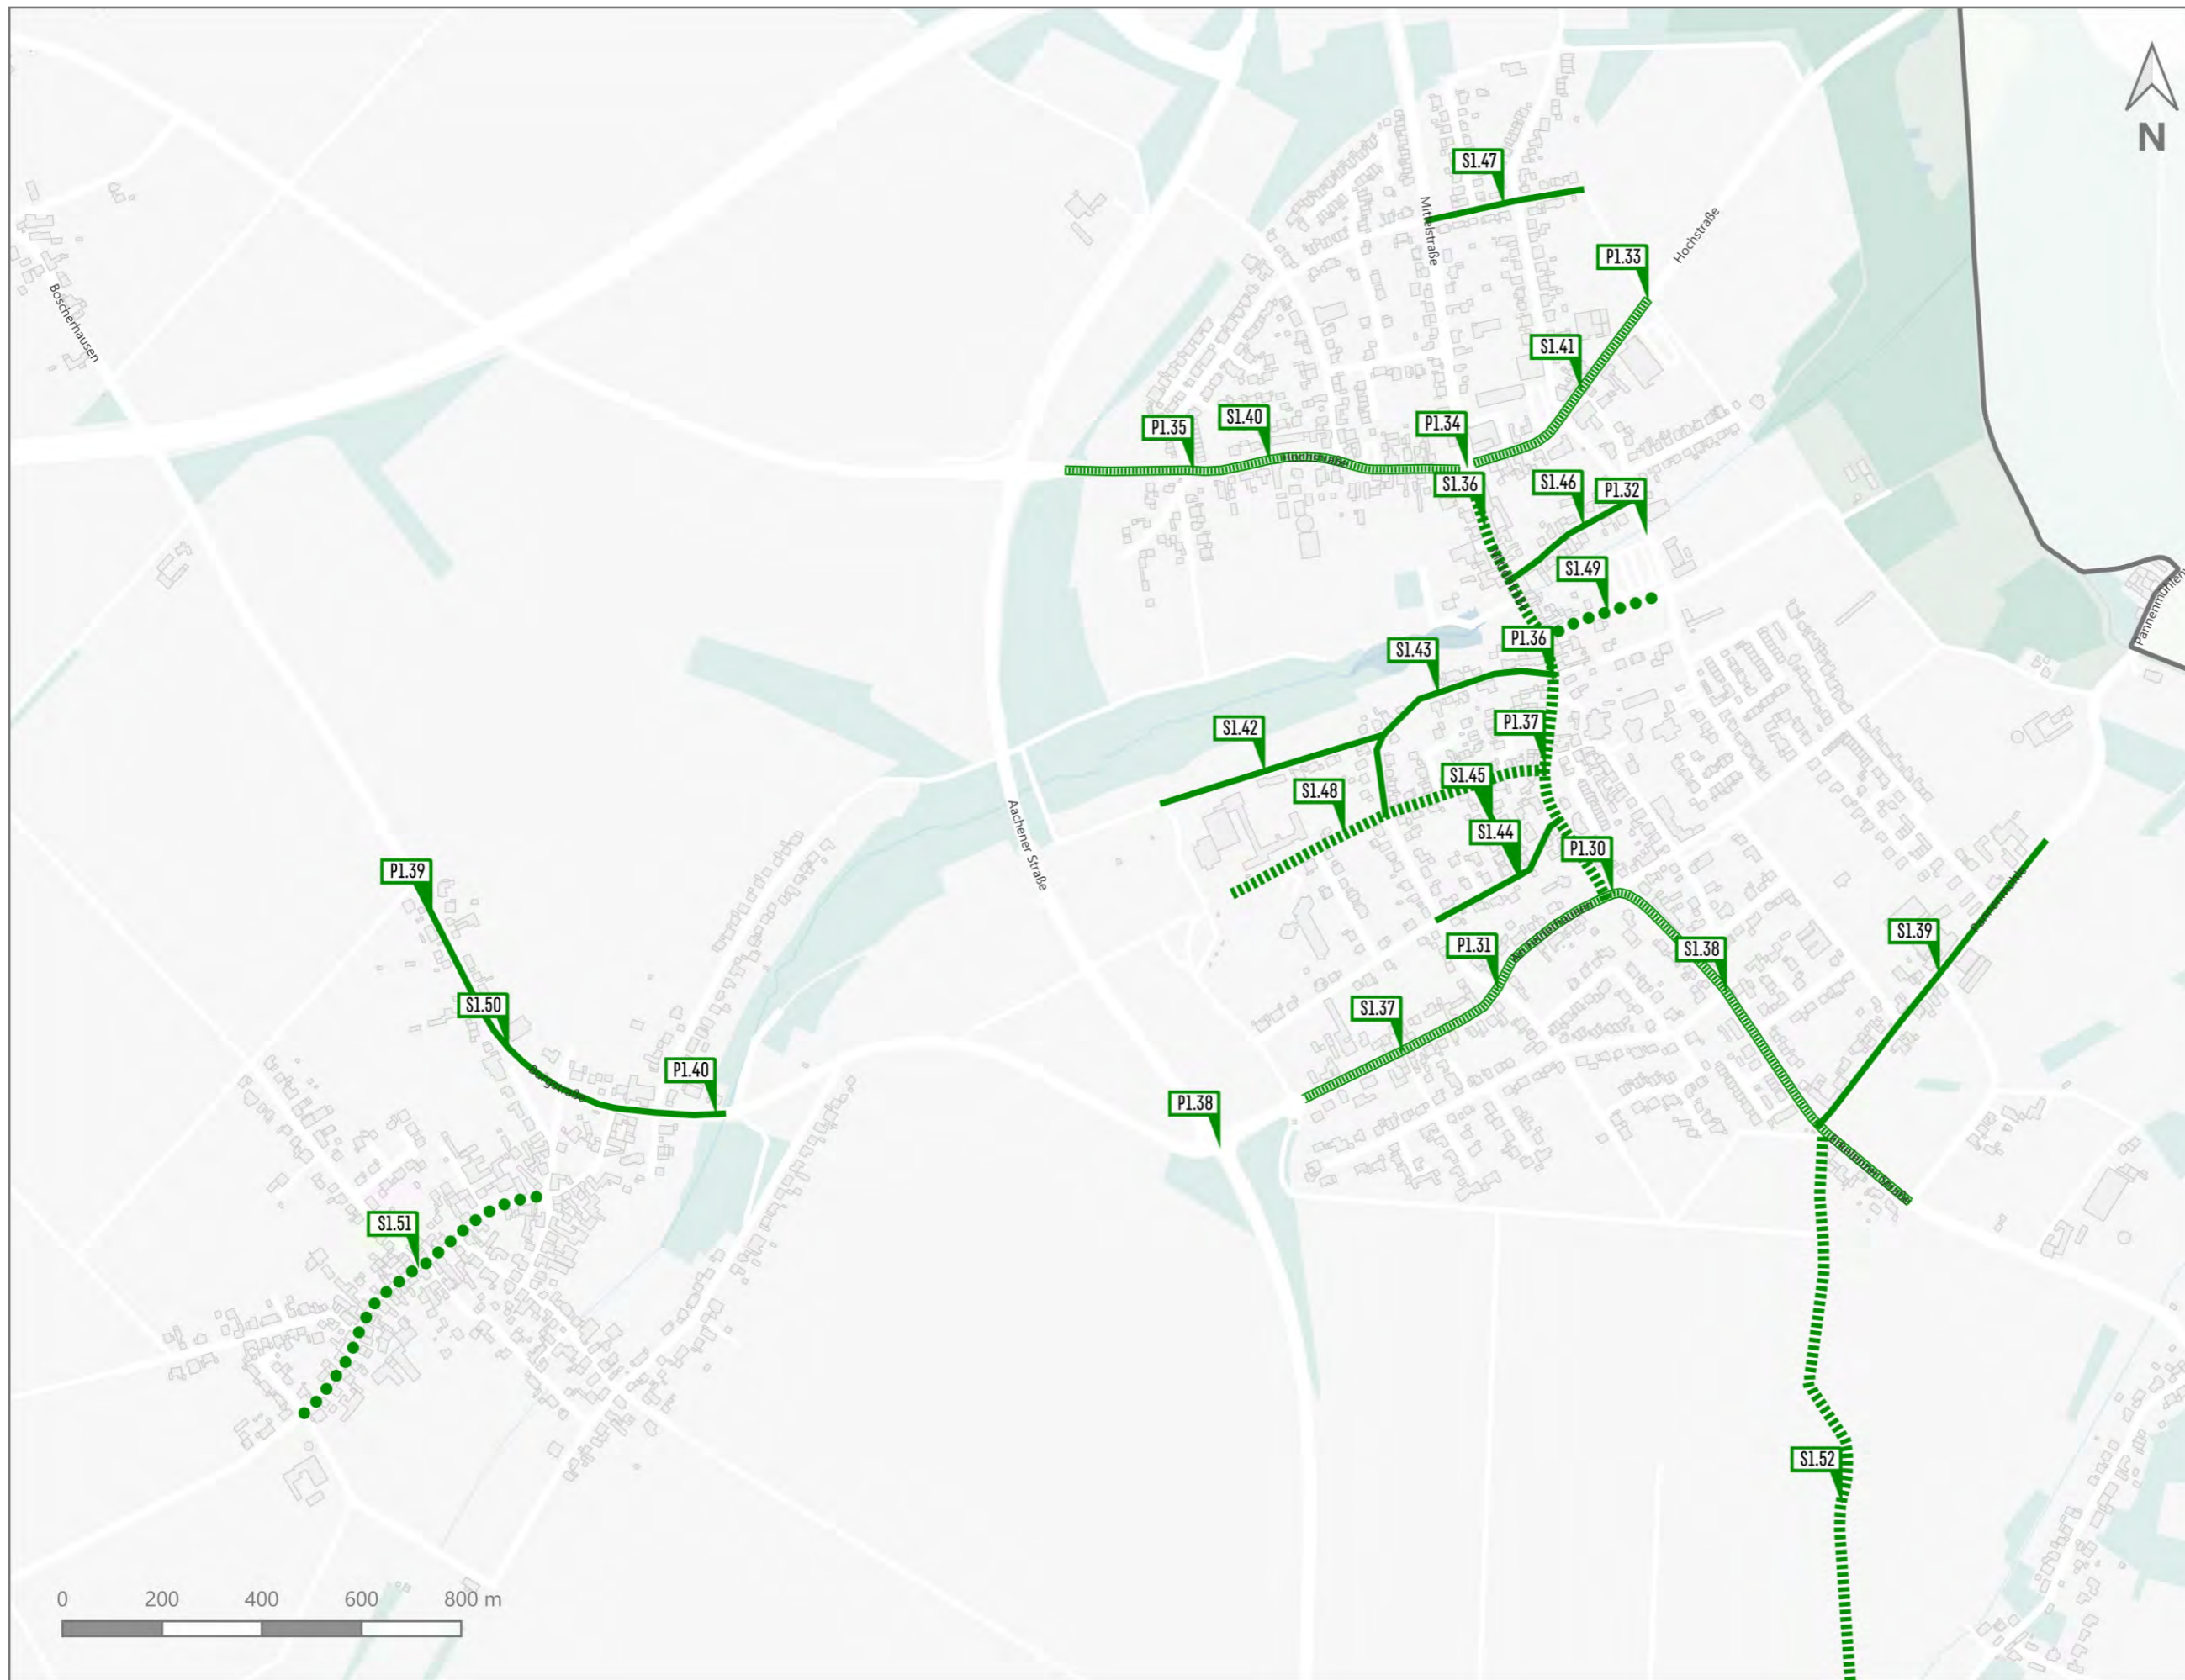 N
S1.47
Mittelstraße
Hochstraße
P1.33
Boscherhausen
S1.41
P1.34
S1.40
P1.35
Hochstraße
S1.36
S1.46
P1.32
S1.49
P1.36
S1.43
S1.42
P1.37
S1.45
S1.48
S1.44
Aachener Straße
P1.30
P1.39
P1.31
S1.38
S1.39
S1.50
S1.37
Burgstraße
P1.40
P1.38
S1.51
S1.52
0 200 400 600 800 m